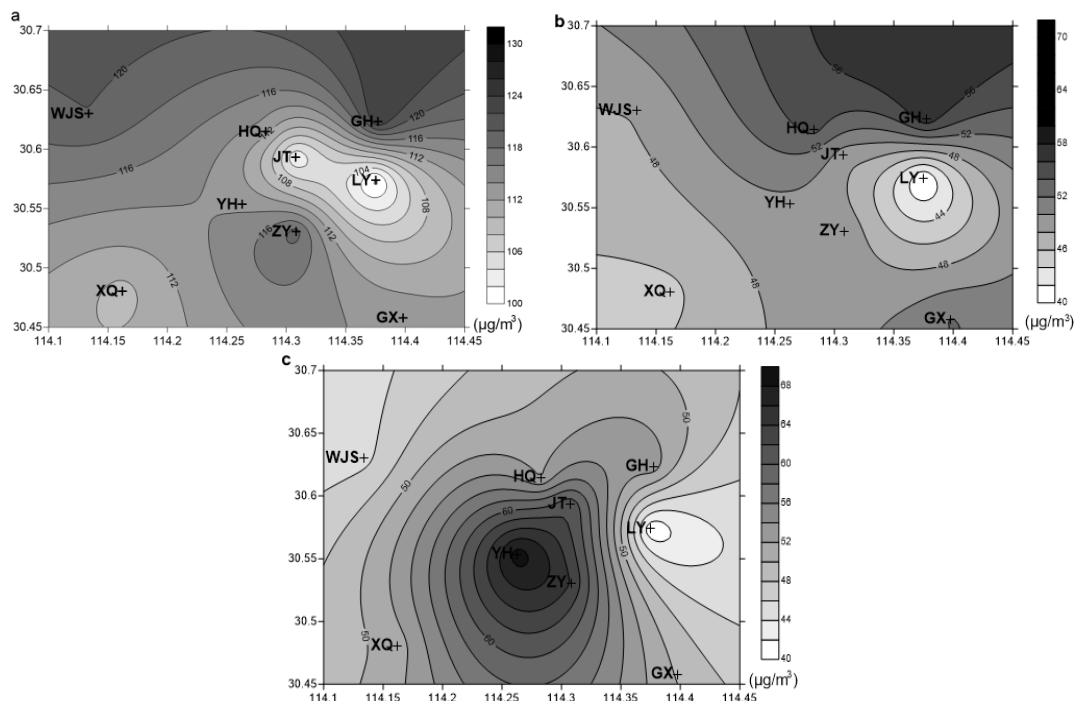 a
30.7
30.65
30.6
30.55
30.5
30.45
114.1 114.15 114.2 114.25 114.3 114.35 114.4 114.45
120
116
116
112
116
112
108
104
108
112
116
120
WJS
HQ
GH
JT
LY
YH
ZY
XQ
GX
130
124
118
112
106
100
(μg/m³)
b
30.7
30.65
30.6
30.55
30.5
30.45
114.1 114.15 114.2 114.25 114.3 114.35 114.4 114.45
56
56
52
52
48
48
48
48
44
WJS
HQ
GH
JT
LY
YH
ZY
XQ
GX
70
64
58
52
46
40
(μg/m³)
c
30.7
30.65
30.6
30.55
30.5
30.45
114.1 114.15 114.2 114.25 114.3 114.35 114.4 114.45
50
50
60
50
60
50
WJS
HQ
GH
JT
LY
YH
ZY
XQ
GX
68
64
60
56
52
48
44
40
(μg/m³)